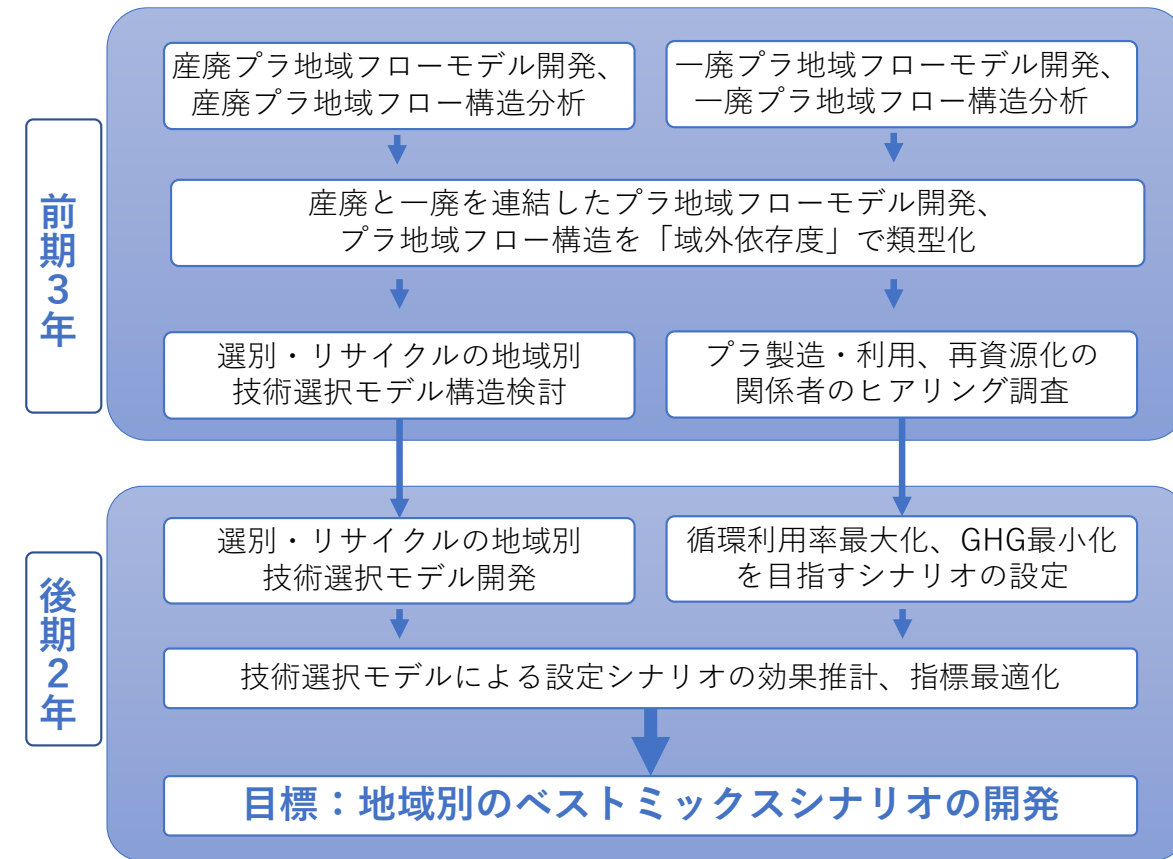 前期3年
産廃プラ地域フローモデル開発、
産廃プラ地域フロー構造分析
一廃プラ地域フローモデル開発、
一廃プラ地域フロー構造分析
産廃と一廃を連結したプラ地域フローモデル開発、
プラ地域フロー構造を「域外依存度」で類型化
選別・リサイクルの地域別
技術選択モデル構造検討
プラ製造・利用、再資源化の
関係者のヒアリング調査
後期2年
選別・リサイクルの地域別
技術選択モデル開発
循環利用率最大化、GHG最小化
を目指すシナリオの設定
技術選択モデルによる設定シナリオの効果推計、指標最適化
目標：地域別のベストミックスシナリオの開発